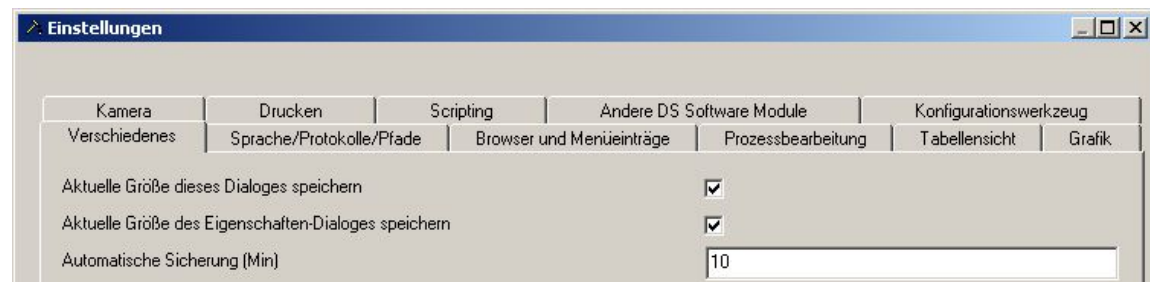 Einstellungen
Kamera Drucken Scripting Andere DS Software Module Konfigurationswerkzeug
Verschiedenes Sprache/Protokolle/Pfade Browser und Menüeinträge Prozessbearbeitung Tabellensicht Grafik
Aktuelle Größe dieses Dialoges speichern
Aktuelle Größe des Eigenschaften-Dialoges speichern
Automatische Sicherung (Min) 10